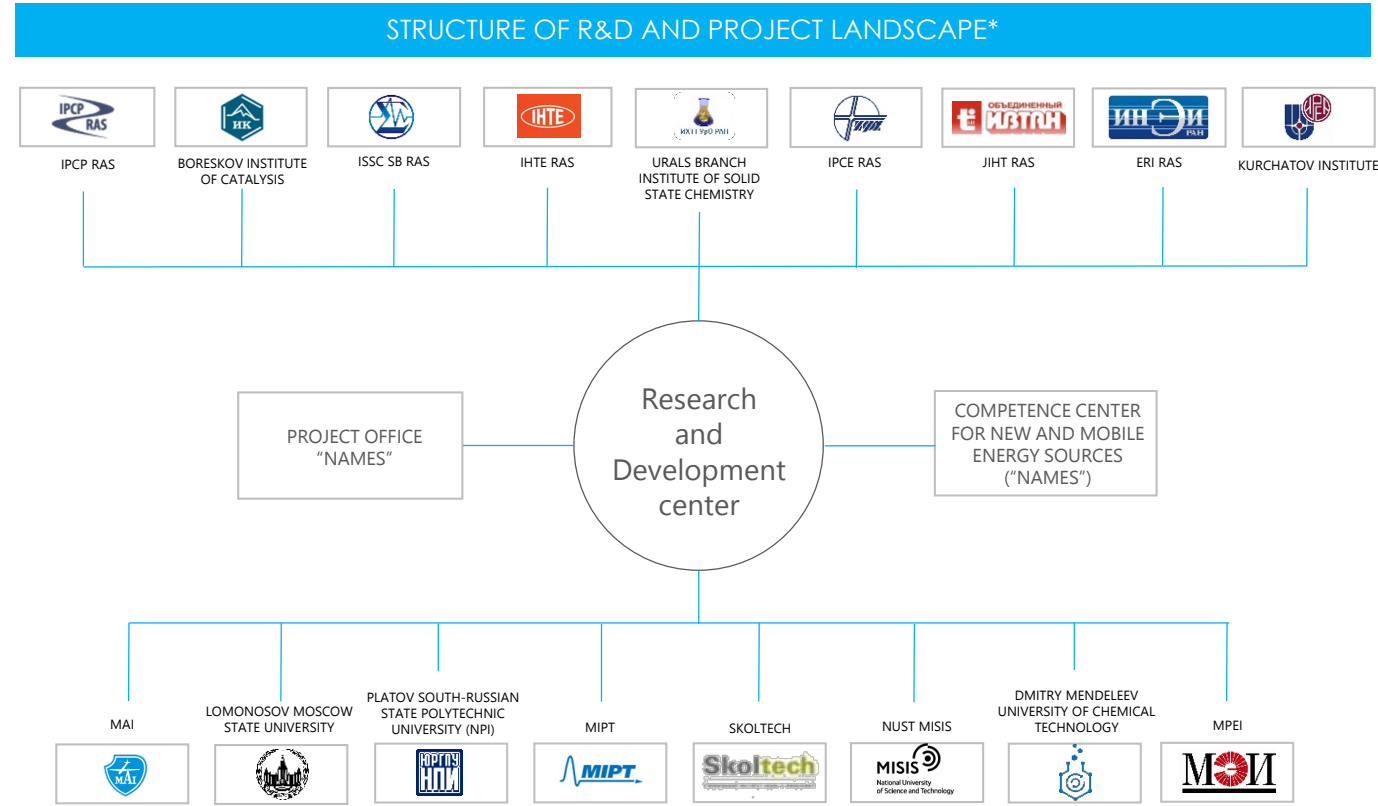 STRUCTURE OF R&D AND PROJECT LANDSCAPE*
IPCP
RAS
ИК
IHTE
ИХТТ УрО РАН
ОБЪЕДИНЕННЫЙ
ИВТАН
ИНЭИ
РАН
IPCP RAS
BORESKOV INSTITUTE
OF CATALYSIS
ISSC SB RAS
IHTE RAS
URALS BRANCH
INSTITUTE OF SOLID
STATE CHEMISTRY
IPCE RAS
JIHT RAS
ERI RAS
KURCHATOV INSTITUTE
Research
and
Development
center
PROJECT OFFICE
“NAMES”
COMPETENCE CENTER
FOR NEW AND MOBILE
ENERGY SOURCES
(“NAMES”)
MAI
LOMONOSOV MOSCOW
STATE UNIVERSITY
PLATOV SOUTH-RUSSIAN
STATE POLYTECHNIC
UNIVERSITY (NPI)
MIPT
SKOLTECH
NUST MISIS
DMITRY MENDELEEV
UNIVERSITY OF CHEMICAL
TECHNOLOGY
MPEI
МАІ
ЮРГПУ
НПИ
MIPT
Skoltech
MISIS
National University
of Science and Technology
МЭИ